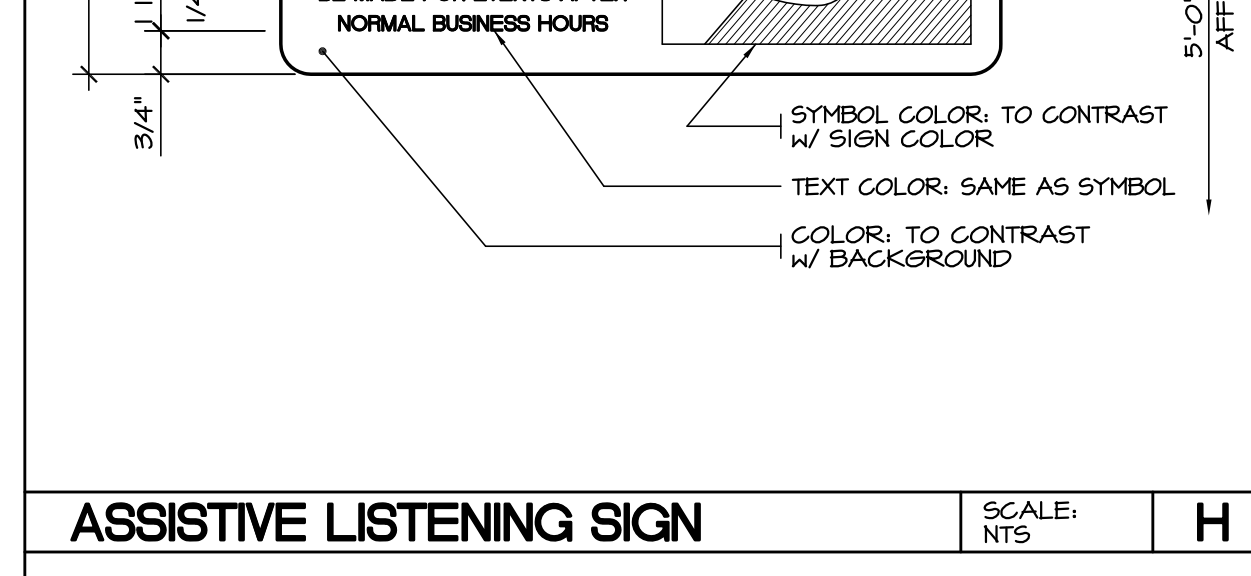 NORMAL BUSINESS HOURS
3/4"
5'-0"
AFF
SYMBOL COLOR: TO CONTRAST
W/ SIGN COLOR
TEXT COLOR: SAME AS SYMBOL
COLOR: TO CONTRAST
W/ BACKGROUND
ASSISTIVE LISTENING SIGN
SCALE:
NTS
H